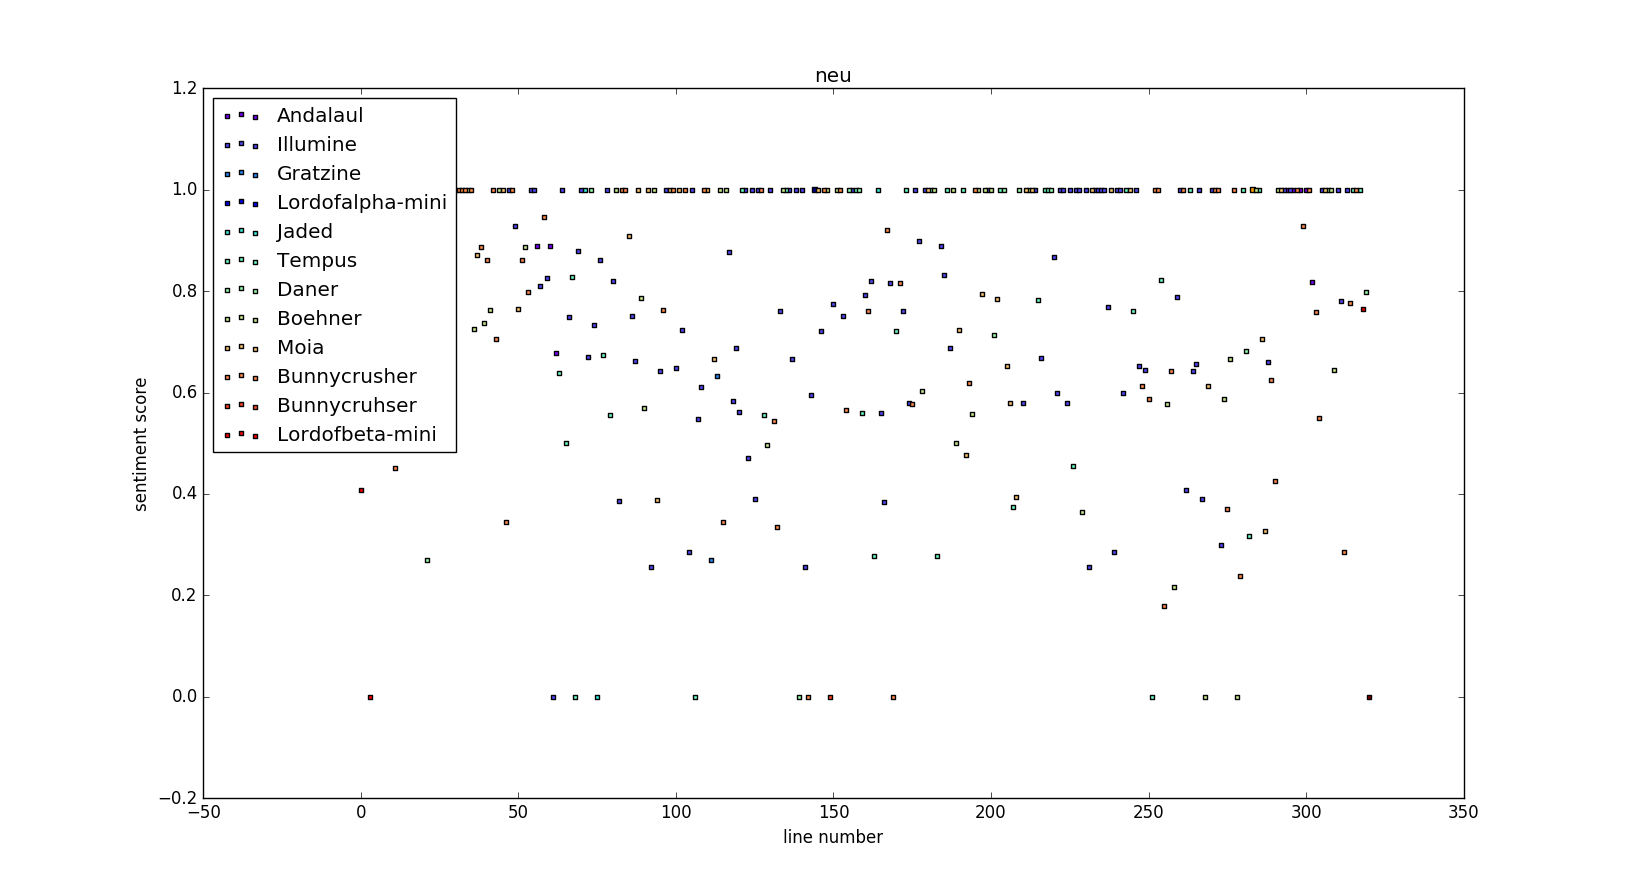 neu
1.2
1.0
0.8
0.6
0.4
0.2
0.0
−0.2
sentiment score
Andalaul
Illumine
Gratzine
Lordofalpha-mini
Jaded
Tempus
Daner
Boehner
Moia
Bunnycrusher
Bunnycruhser
Lordofbeta-mini
−50 0 50 100 150 200 250 300 350
line number